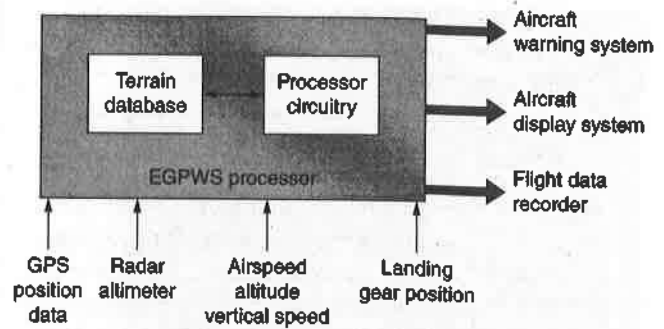 Aircraft
warning system
Terrain
database
Processor
circuitry
Aircraft
display system
EGPWS processor
Flight data
recorder
GPS
position
data
Radar
altimeter
Airspeed
altitude
vertical speed
Landing
gear position